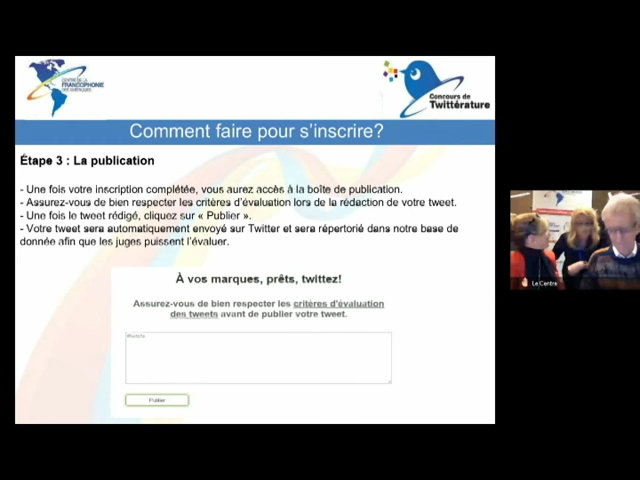 CENTRE DE LA
FRANCOPHONIE
DES AMÉRIQUES
Concours de
Twittérature
Comment faire pour s'inscrire?
Étape 3 : La publication
- Une fois votre inscription complétée, vous aurez accès à la boîte de publication.
- Assurez-vous de bien respecter les critères d'évaluation lors de la rédaction de votre tweet.
- Une fois le tweet rédigé, cliquez sur « Publier ».
- Votre tweet sera automatiquement envoyé sur Twitter et sera répertorié dans notre base de
donnée afin que les juges puissent l'évaluer.
À vos marques, prêts, twittez!
Assurez-vous de bien respecter les critères d'évaluation
des tweets avant de publier votre tweet.
Publier
Le Centre